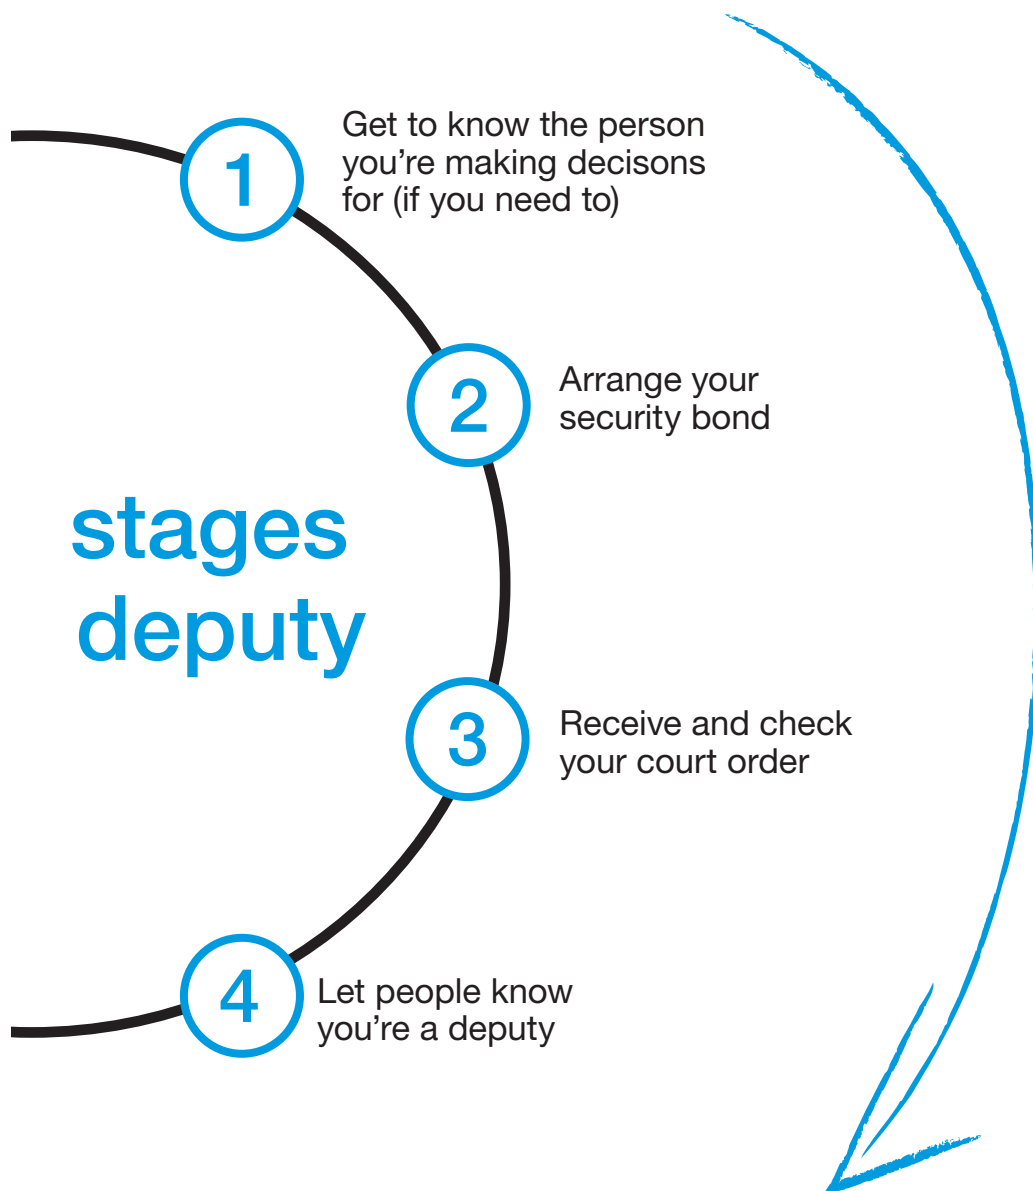 1
Get to know the person
you're making decisons
for (if you need to)
2
Arrange your
security bond
stages
deputy
3
Receive and check
your court order
4
Let people know
you're a deputy